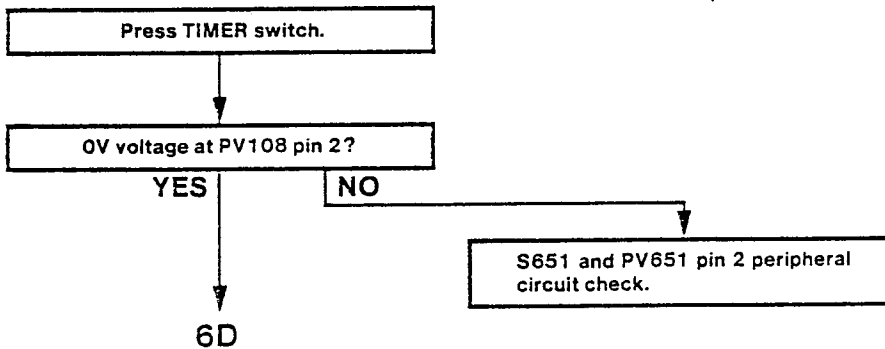 Press TIMER switch.
0V voltage at PV108 pin 2?
YES
NO
S651 and PV651 pin 2 peripheral
circuit check.
6D